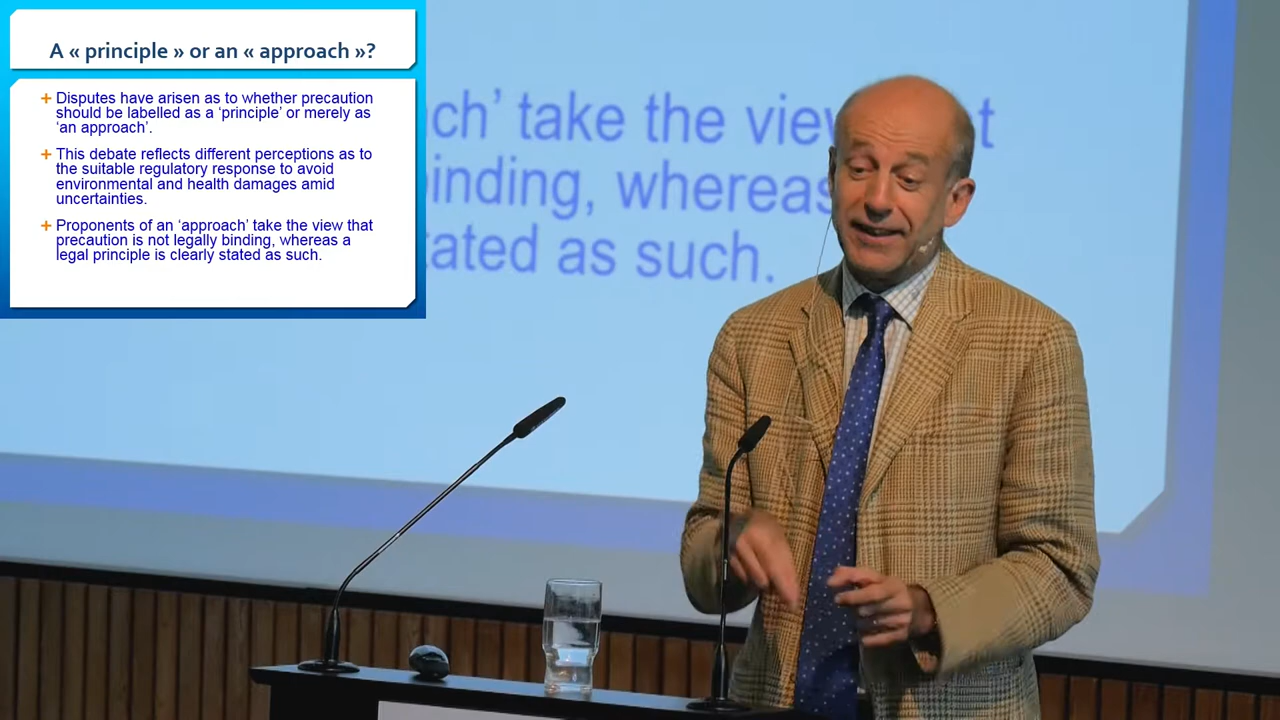 A « principle » or an « approach »?
Disputes have arisen as to whether precaution
should be labelled as a ‘principle’ or merely as
‘an approach’.
This debate reflects different perceptions as to
the suitable regulatory response to avoid
environmental and health damages amid
uncertainties.
Proponents of an ‘approach’ take the view that
precaution is not legally binding, whereas a
legal principle is clearly stated as such.
ch’ take the view t
inding, whereas
tated as such.